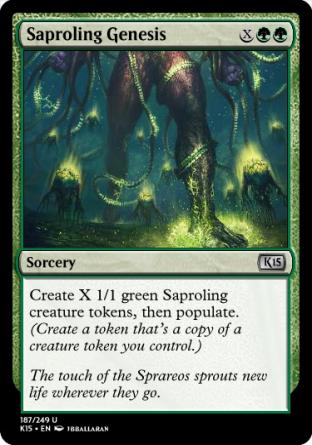 Saproling Genesis X
Sorcery K15
Create X 1/1 green Saproling
creature tokens, then populate.
(Create a token that's a copy of a
creature token you control.)
The touch of the Sprareos sprouts new
life wherever they go.
187/249 U
K15 • EN IBBALLARAN